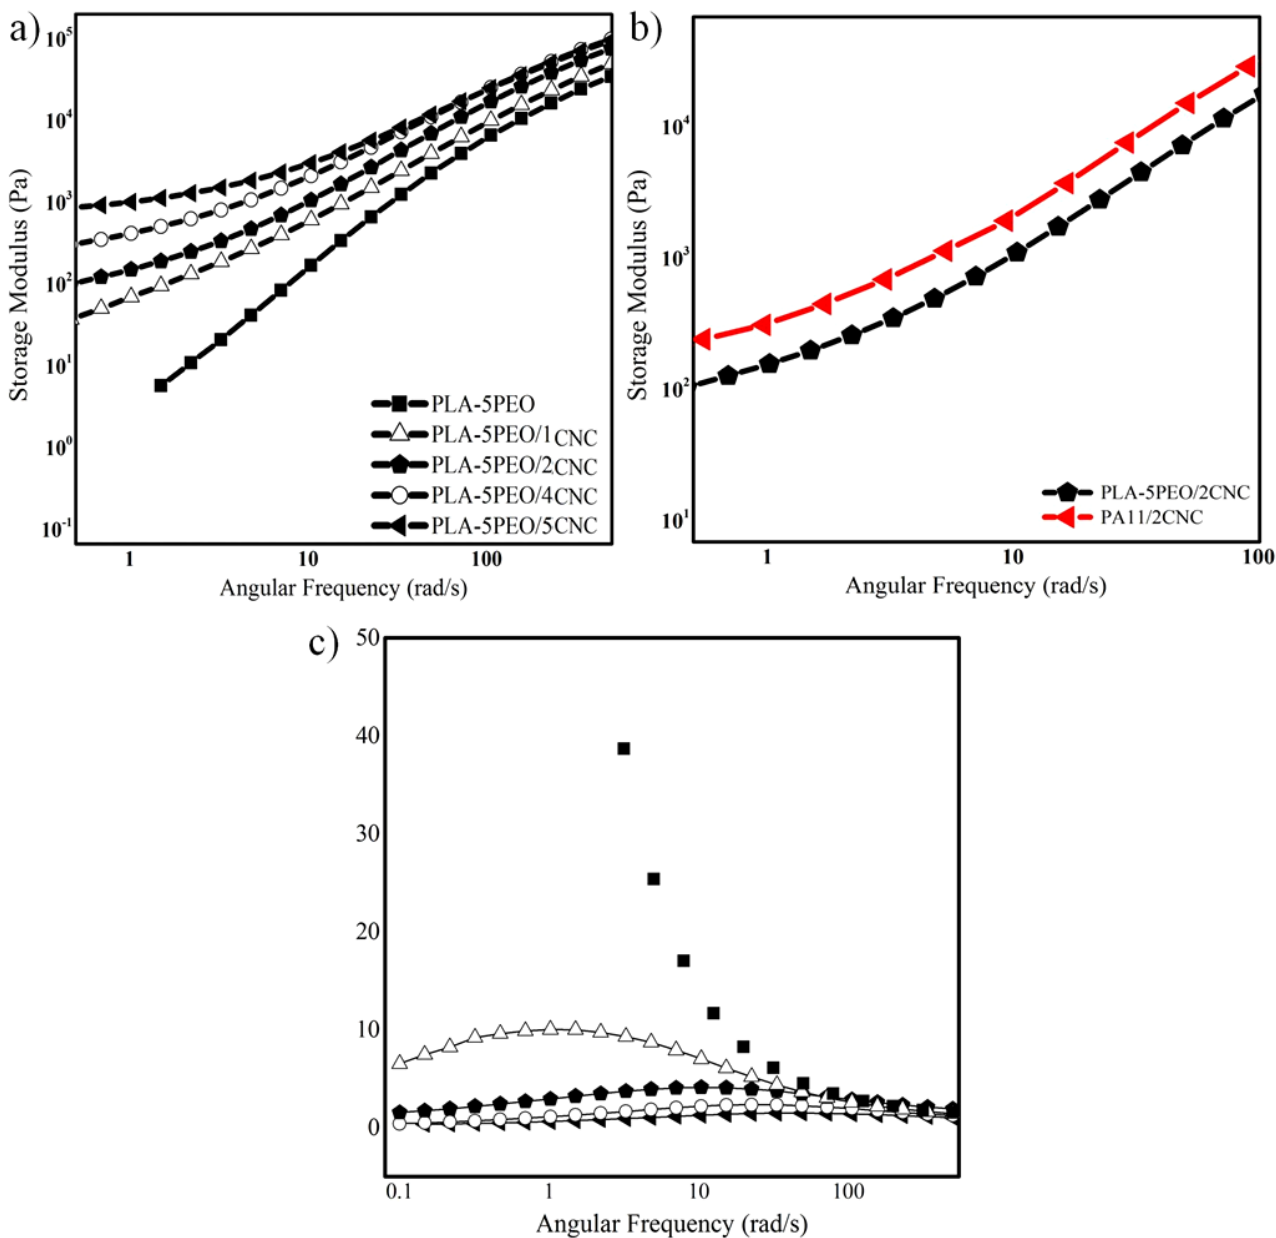 a)
10^5
10^4
10^3
10^2
10^1
10^0
10^-1
Storage Modulus (Pa)
PLA-5PEO
PLA-5PEO/1CNC
PLA-5PEO/2CNC
PLA-5PEO/4CNC
PLA-5PEO/5CNC
1 10 100
Angular Frequency (rad/s)
b)
10^4
10^3
10^2
10^1
Storage Modulus (Pa)
PLA-5PEO/2CNC
PA11/2CNC
1 10 100
Angular Frequency (rad/s)
c)
50
40
30
20
10
0
0.1 1 10 100
Angular Frequency (rad/s)